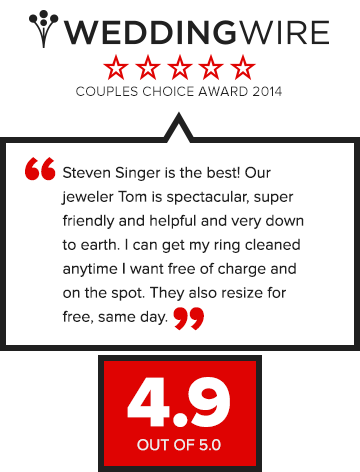 WEDDINGWIRE
COUPLES CHOICE AWARD 2014
“ Steven Singer is the best! Our
jeweler Tom is spectacular, super
friendly and helpful and very down
to earth. I can get my ring cleaned
anytime I want free of charge and
on the spot. They also resize for
free, same day. ”
4.9
OUT OF 5.0